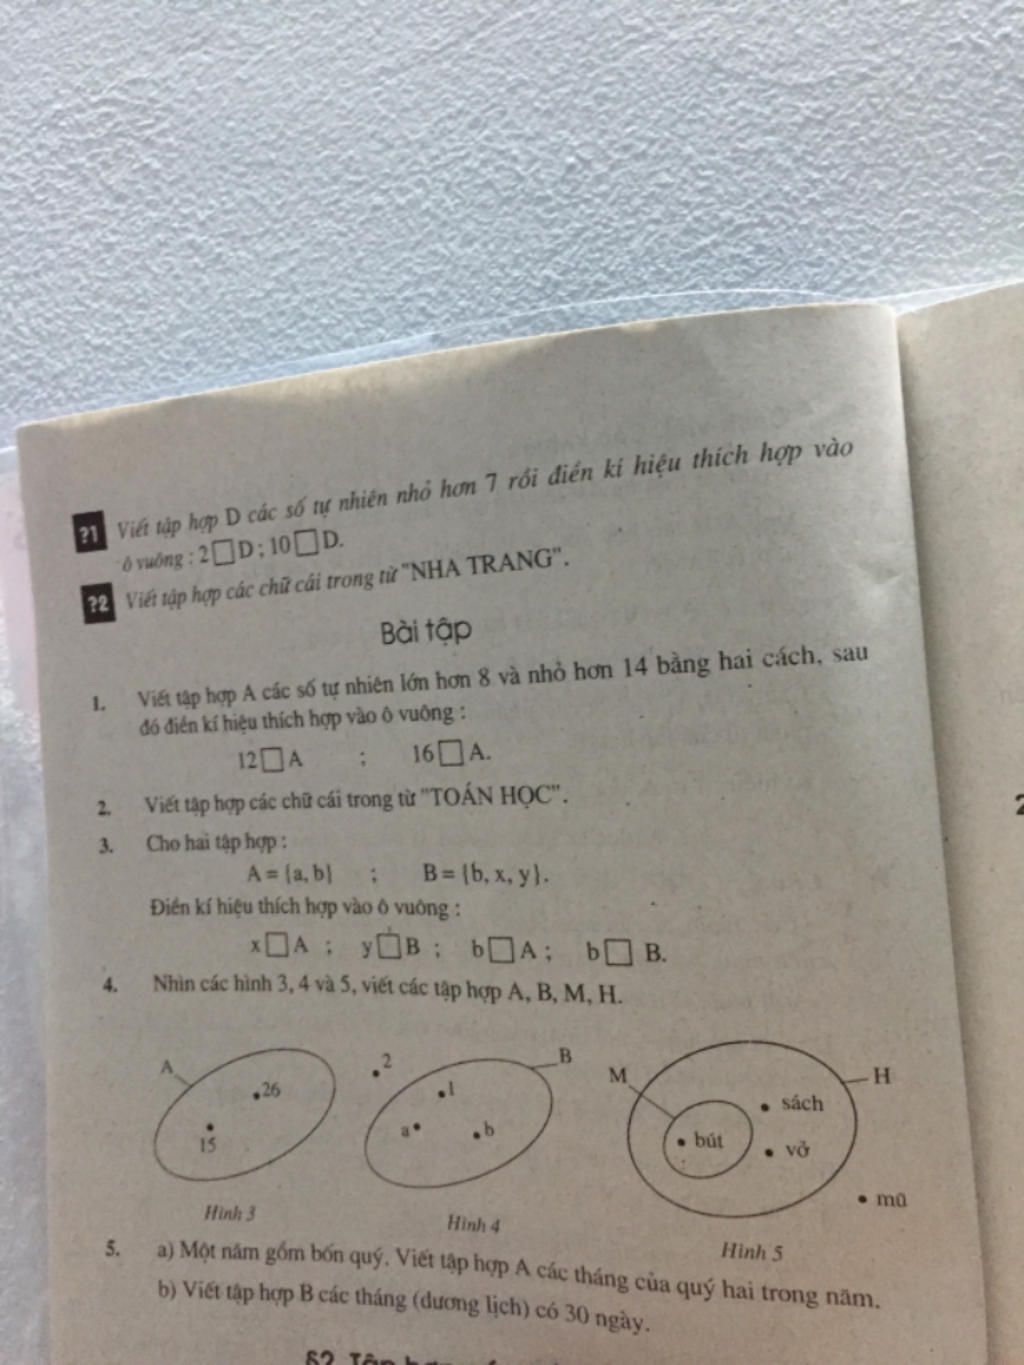 ?1 Viết tập hợp D các số tự nhiên nhỏ hơn 7 rồi điền kí hiệu thích hợp vào
ô vuông : 2 □ D ; 10 □ D.
?2 Viết tập hợp các chữ cái trong từ "NHA TRANG".
Bài tập
1. Viết tập hợp A các số tự nhiên lớn hơn 8 và nhỏ hơn 14 bằng hai cách, sau
đó điền kí hiệu thích hợp vào ô vuông :
12 □ A ; 16 □ A.
2. Viết tập hợp các chữ cái trong từ "TOÁN HỌC".
3. Cho hai tập hợp :
A = {a, b} ; B = {b, x, y}.
Điền kí hiệu thích hợp vào ô vuông :
x □ A ; y □ B ; b □ A ; b □ B.
4. Nhìn các hình 3, 4 và 5, viết các tập hợp A, B, M, H.
A 26 15
2 B 1 a b
M H sách bút vở mũ
Hình 3
Hình 4
Hình 5
5. a) Một năm gồm bốn quý. Viết tập hợp A các tháng của quý hai trong năm.
b) Viết tập hợp B các tháng (dương lịch) có 30 ngày.
§2. Tập
2